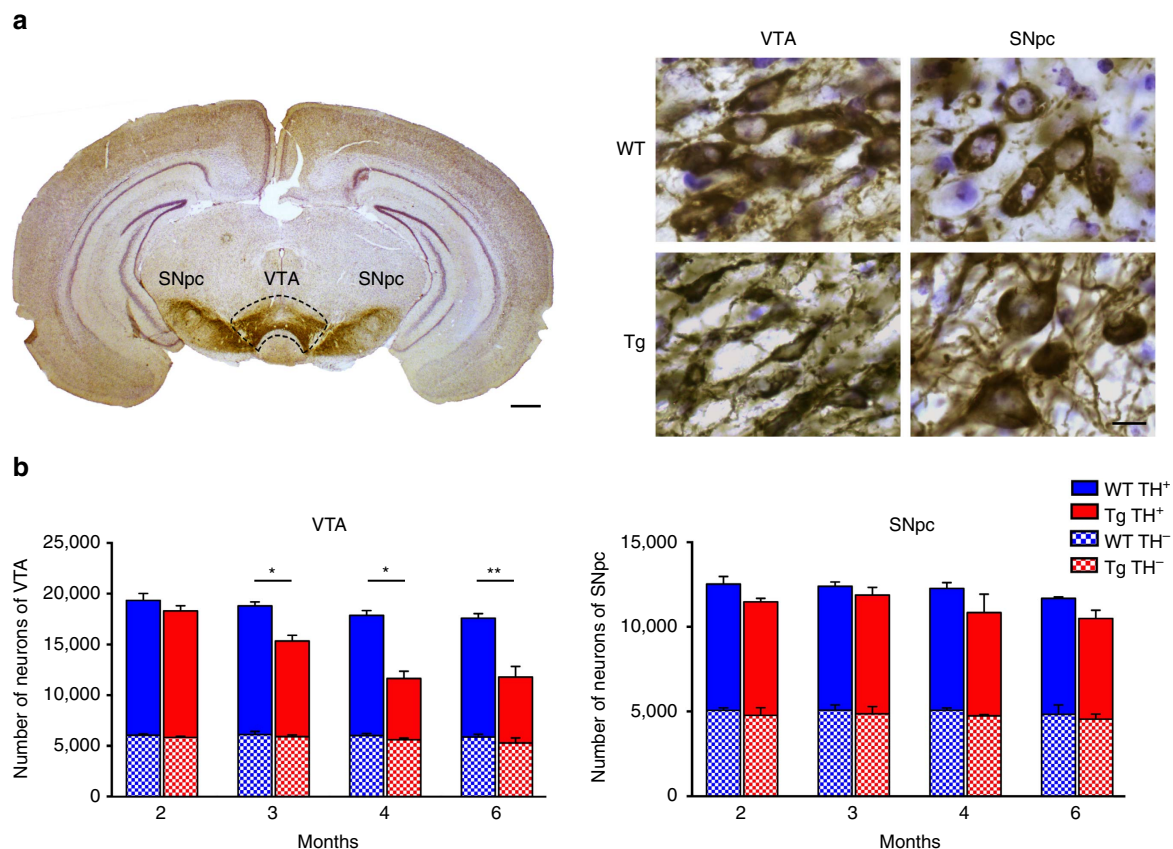 a
VTA
SNpc
WT
SNpc
VTA
SNpc
Tg
b
WT TH⁺
Tg TH⁺
WT TH⁻
Tg TH⁻
VTA
Number of neurons of VTA
25,000
20,000
15,000
10,000
5,000
0
*
*
**
2
3
4
6
Months
SNpc
Number of neurons of SNpc
15,000
10,000
5,000
0
2
3
4
6
Months